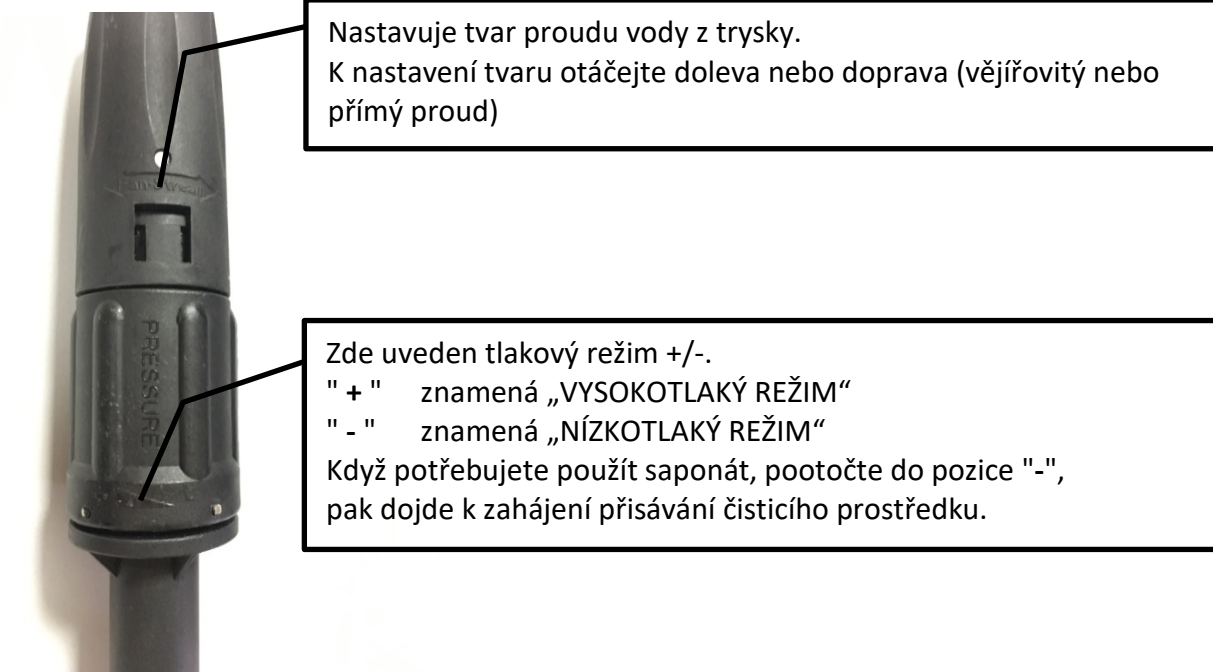 Nastavuje tvar proudu vody z trysky.
K nastavení tvaru otáčejte doleva nebo doprava (vějířovitý nebo
přímý proud)
PRESSURE
Zde uveden tlakový režim +/-.
" + " znamená „VYSOKOTLAKÝ REŽIM“
" - " znamená „NÍZKOTLAKÝ REŽIM“
Když potřebujete použít saponát, pootočte do pozice "-",
pak dojde k zahájení přisávání čisticího prostředku.